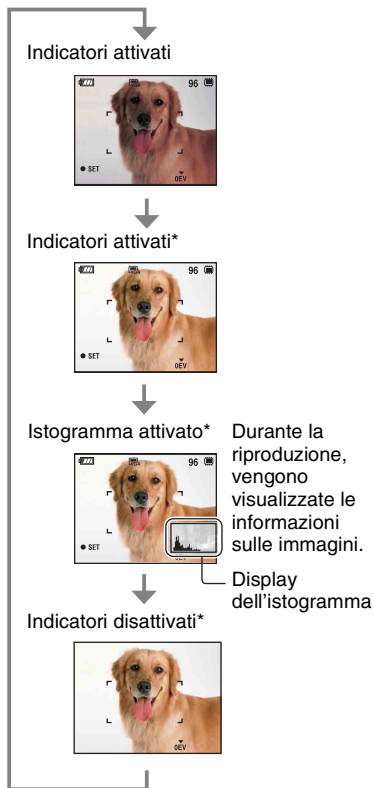 Indicatori attivati
96
● SET
0EV
Indicatori attivati*
96
● SET
0EV
Istogramma attivato*
Durante la
riproduzione,
vengono
visualizzate le
informazioni
sulle immagini.
96
● SET
Display
dell'istogramma
Indicatori disattivati*
0EV